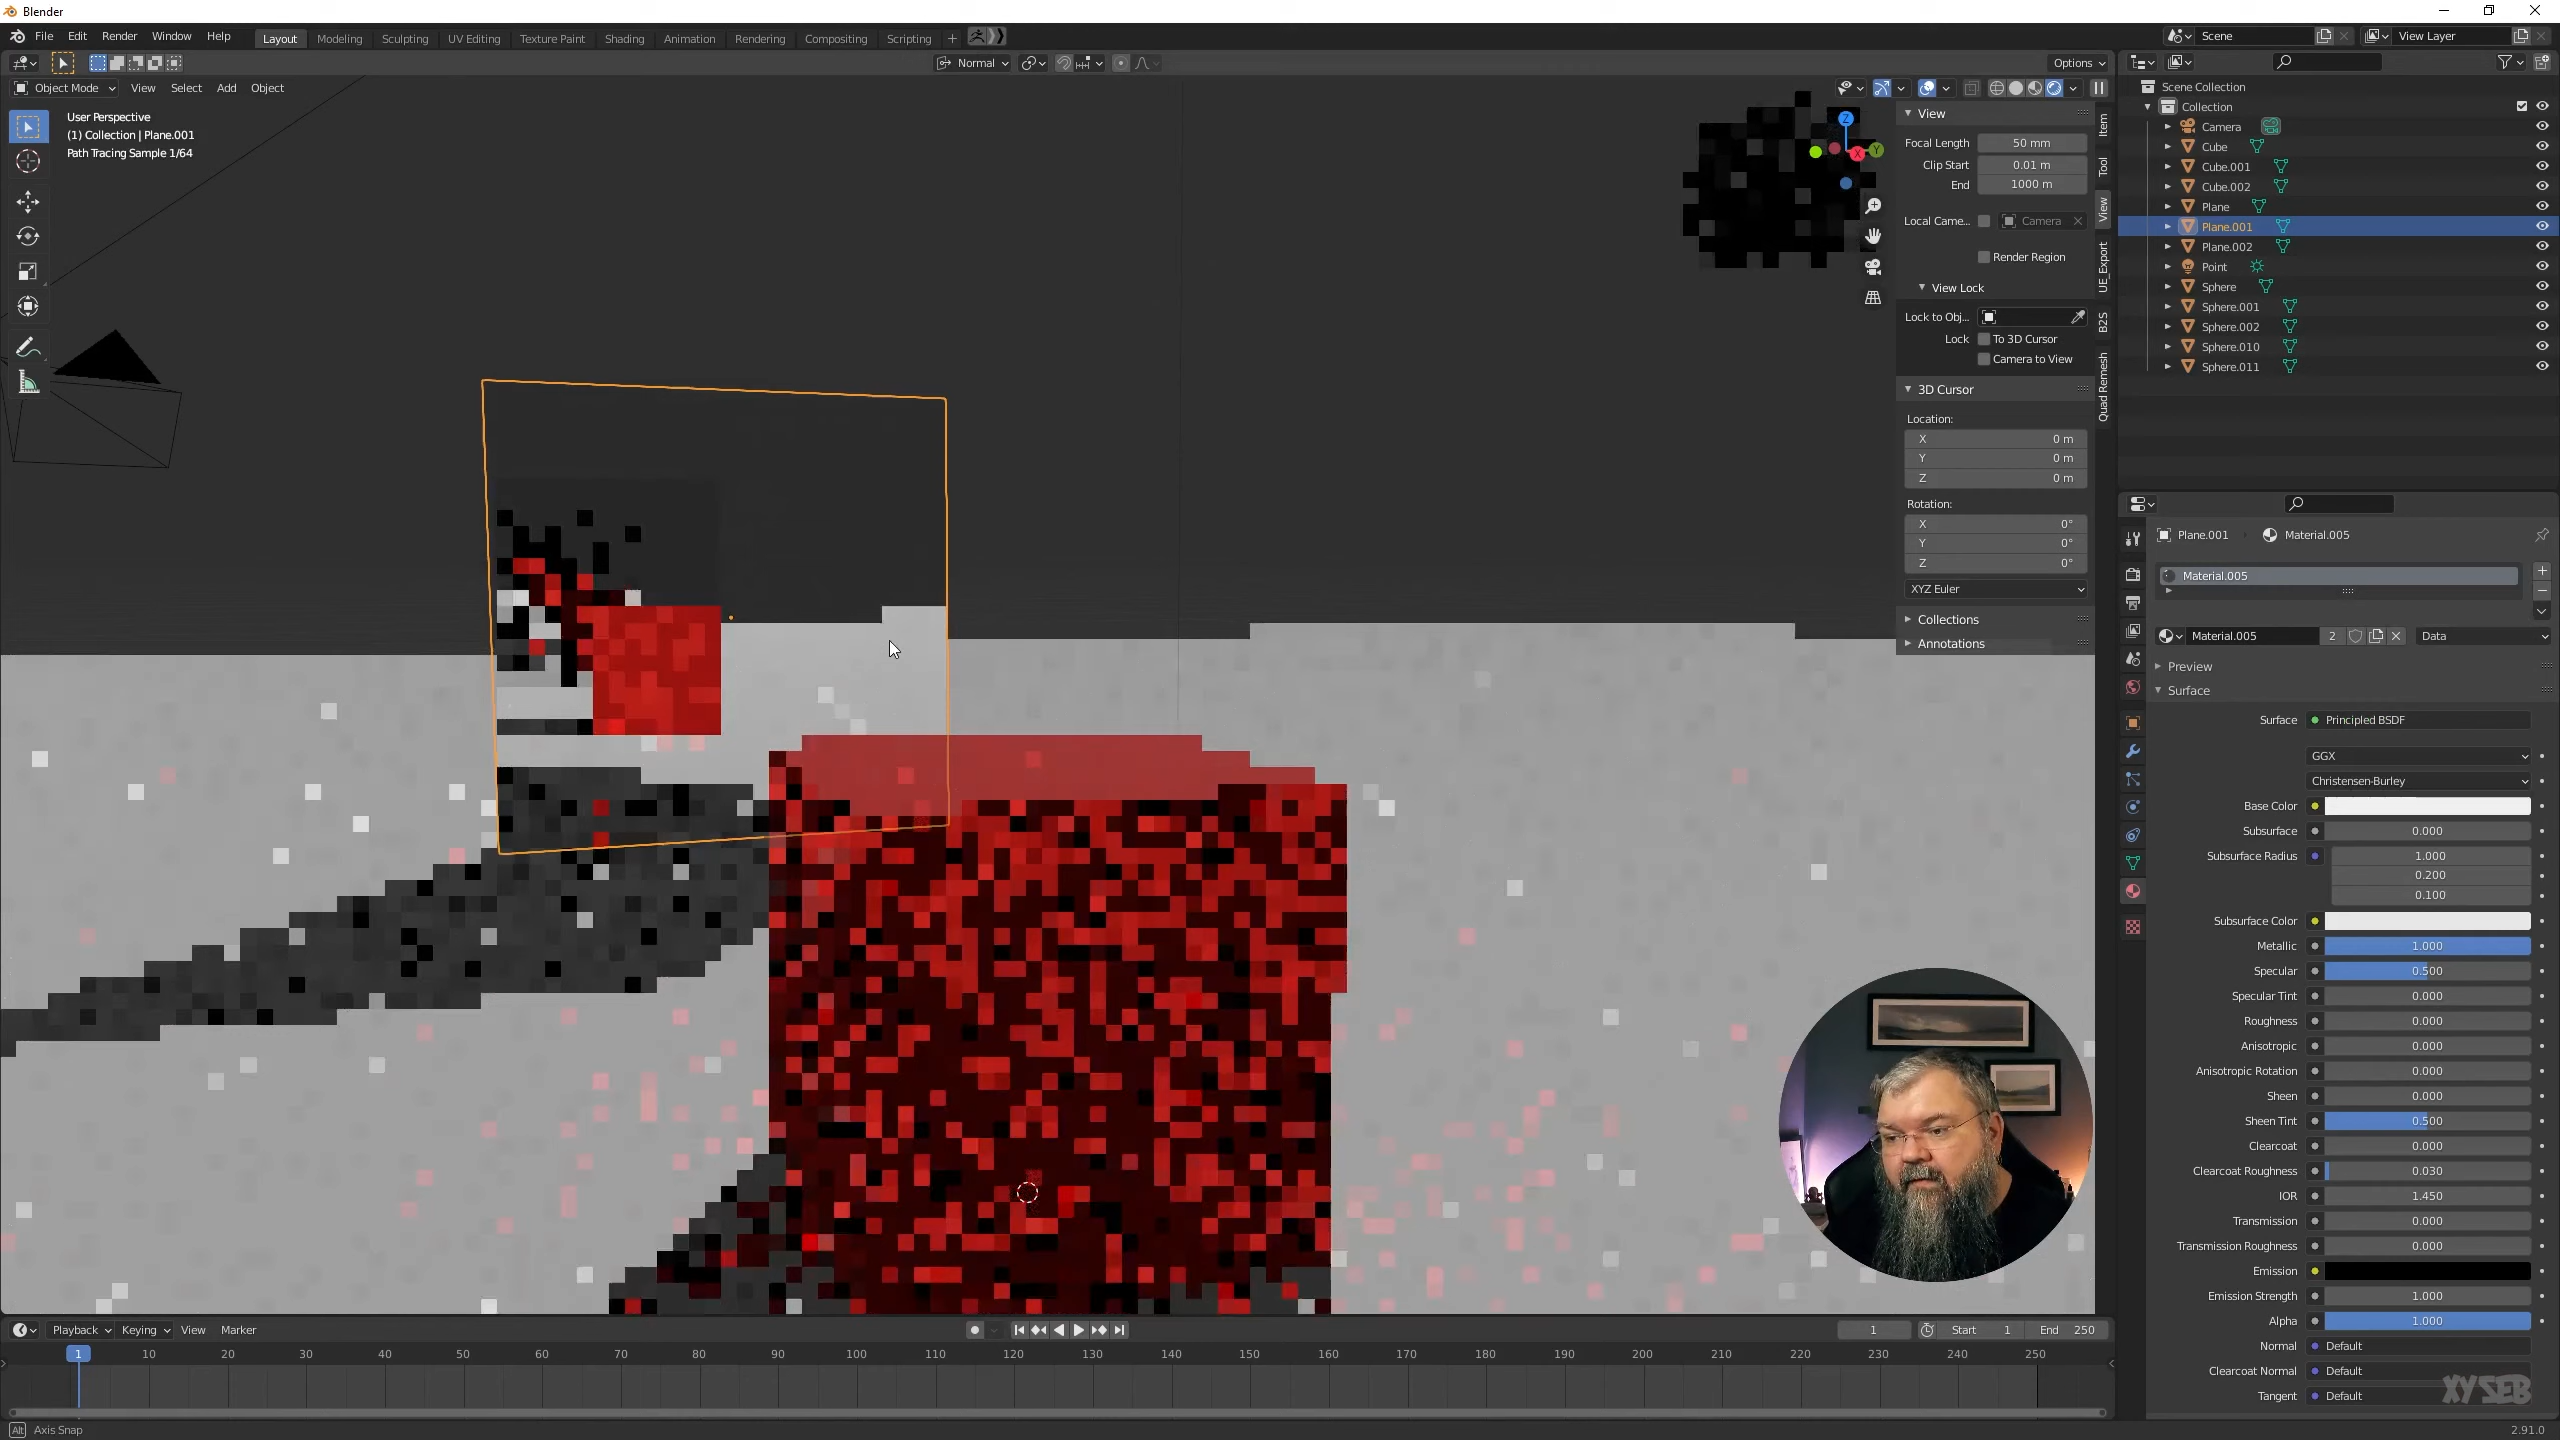 Blender
File Edit Render Window Help Layout Modeling Sculpting UV Editing Texture Paint Shading Animation Rendering Compositing Scripting + Scene View Layer
Normal Options
Object Mode View Select Add Object
User Perspective
(1) Collection | Plane.001
Path Tracing Sample 1/64
Z
X
Y
View
Focal Length 50 mm
Clip Start 0.01 m
End 1000 m
Local Came... Camera
Render Region
View Lock
Lock to Obj...
Lock To 3D Cursor
Camera to View
3D Cursor
Location:
X 0 m
Y 0 m
Z 0 m
Rotation:
X 0°
Y 0°
Z 0°
XYZ Euler
Collections
Annotations
Item
Tool
View
UE_Export
B2S
Quad Remesh
Scene Collection
Collection
Camera
Cube
Cube.001
Cube.002
Plane
Plane.001
Plane.002
Point
Sphere
Sphere.001
Sphere.002
Sphere.010
Sphere.011
Plane.001 Material.005
Material.005
Material.005 2 Data
Preview
Surface
Surface Principled BSDF
GGX
Christensen-Burley
Base Color
Subsurface 0.000
Subsurface Radius 1.000
0.200
0.100
Subsurface Color
Metallic 1.000
Specular 0.500
Specular Tint 0.000
Roughness 0.000
Anisotropic 0.000
Anisotropic Rotation 0.000
Sheen 0.000
Sheen Tint 0.500
Clearcoat 0.000
Clearcoat Roughness 0.030
IOR 1.450
Transmission 0.000
Transmission Roughness 0.000
Emission
Emission Strength 1.000
Alpha 1.000
Normal Default
Clearcoat Normal Default
Tangent Default
XYSEB
Playback Keying View Marker 1 Start 1 End 250
1 10 20 30 40 50 60 70 80 90 100 110 120 130 140 150 160 170 180 190 200 210 220 230 240 250
Alt Axis Snap 2.91.0